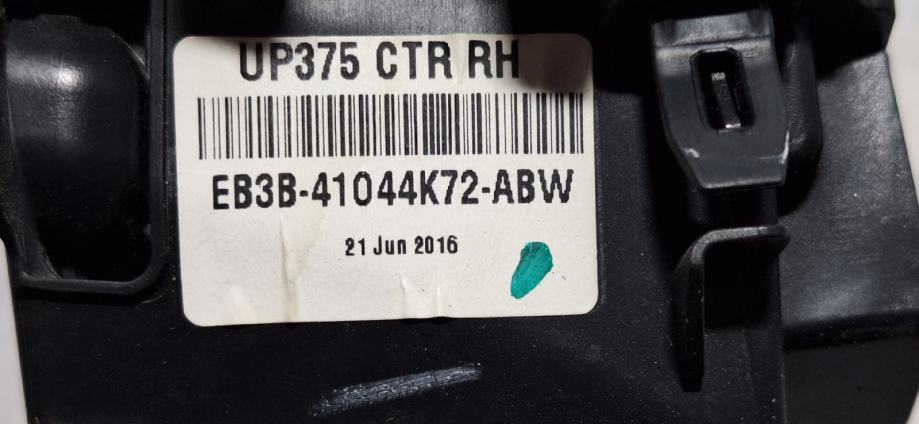 UP375 CTR RH
EB3B-41044K72-ABW
21 Jun 2016